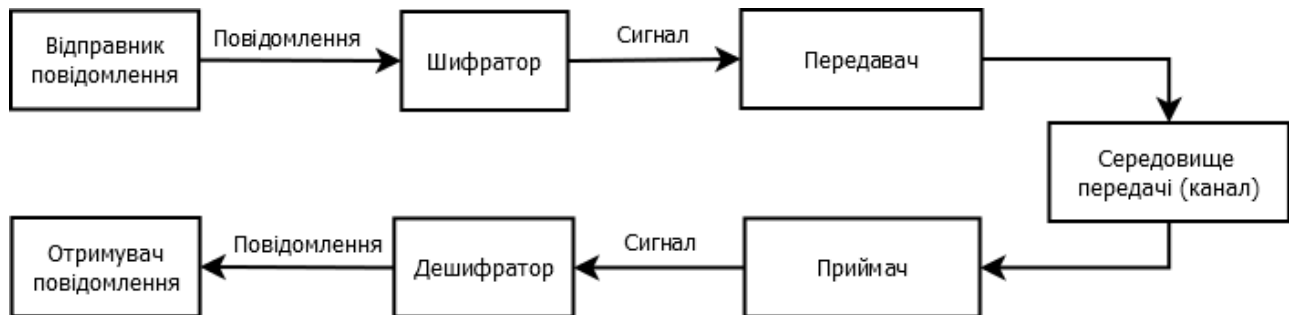 Відправник
повідомлення
Повідомлення
Шифратор
Сигнал
Передавач
Середовище
передачі (канал)
Отримувач
повідомлення
Повідомлення
Дешифратор
Сигнал
Приймач